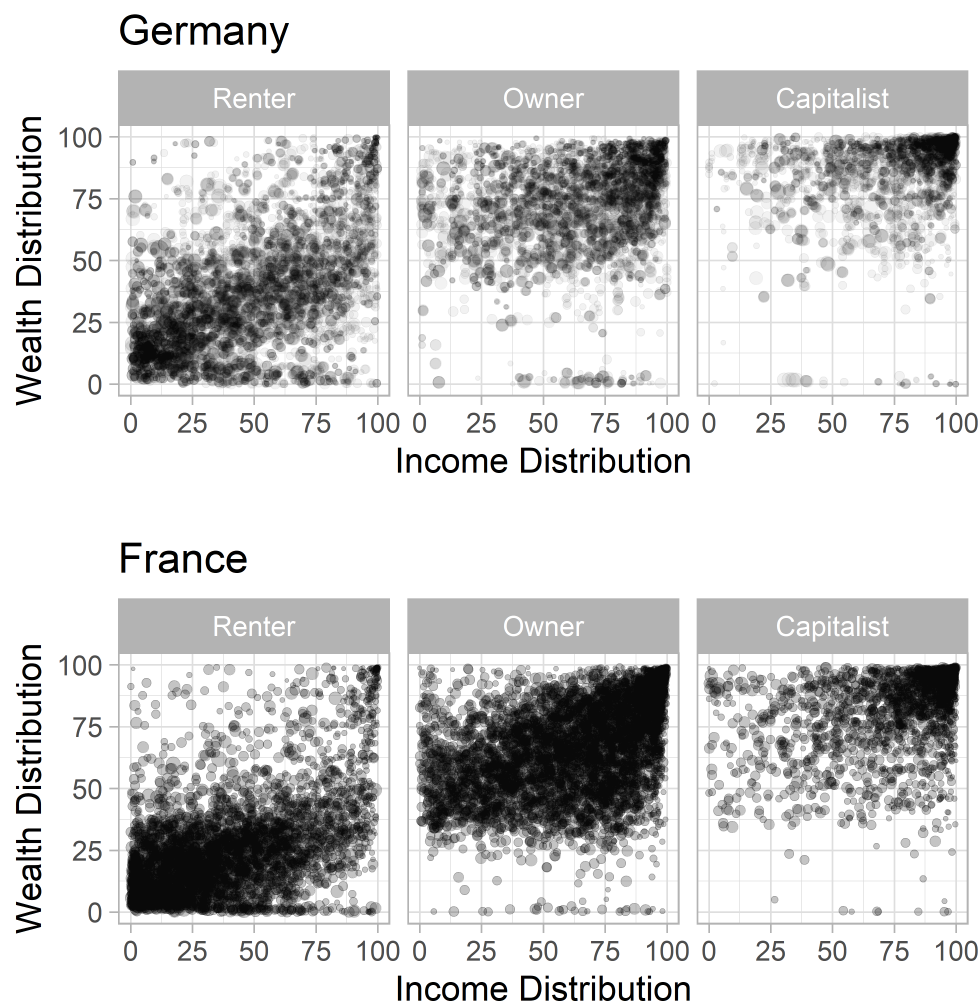 Germany
Renter Owner Capitalist
Wealth Distribution
100
75
50
25
0
0 25 50 75 100 0 25 50 75 100 0 25 50 75 100
Income Distribution
France
Renter Owner Capitalist
Wealth Distribution
100
75
50
25
0
0 25 50 75 100 0 25 50 75 100 0 25 50 75 100
Income Distribution